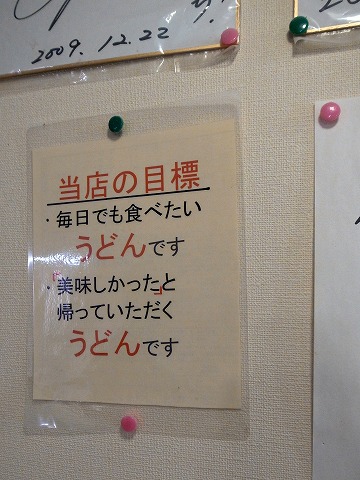 2009.12.22
当店の目標
・毎日でも食べたい
うどんです
・「美味しかった」と
帰っていただく
うどんです